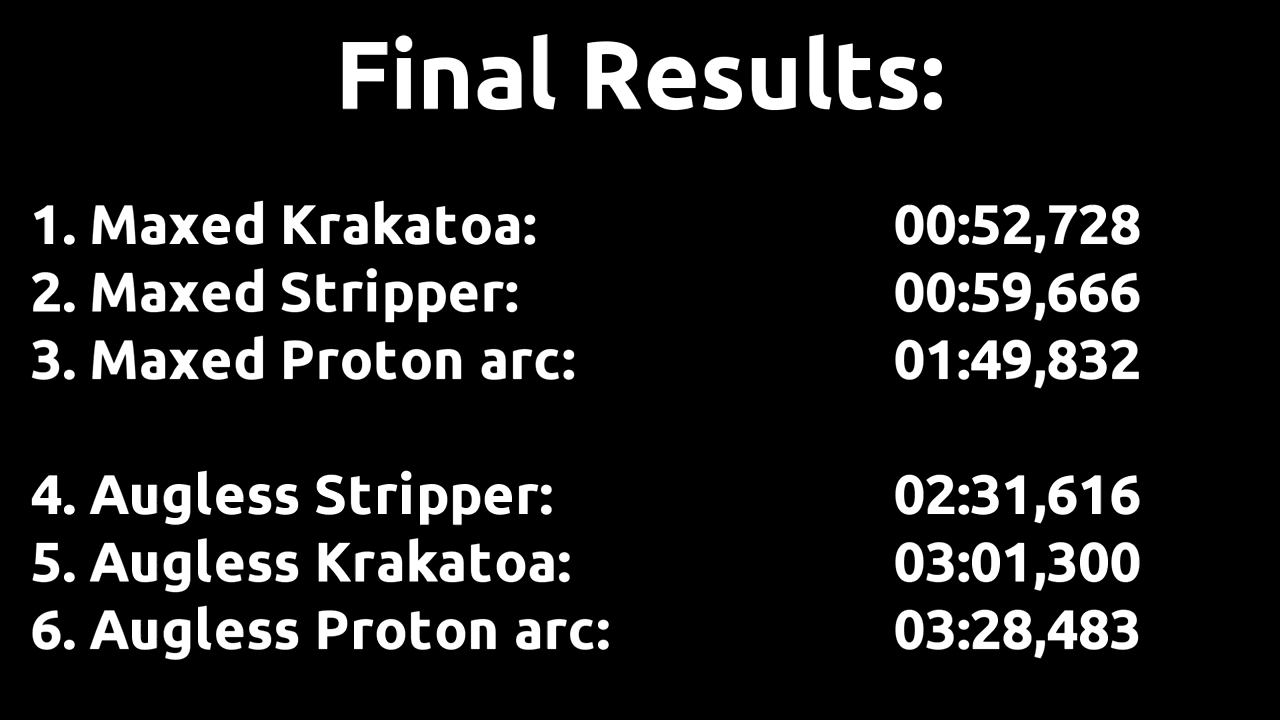 Final Results:
1. Maxed Krakatoa: 00:52,728
2. Maxed Stripper: 00:59,666
3. Maxed Proton arc: 01:49,832
4. Augless Stripper: 02:31,616
5. Augless Krakatoa: 03:01,300
6. Augless Proton arc: 03:28,483